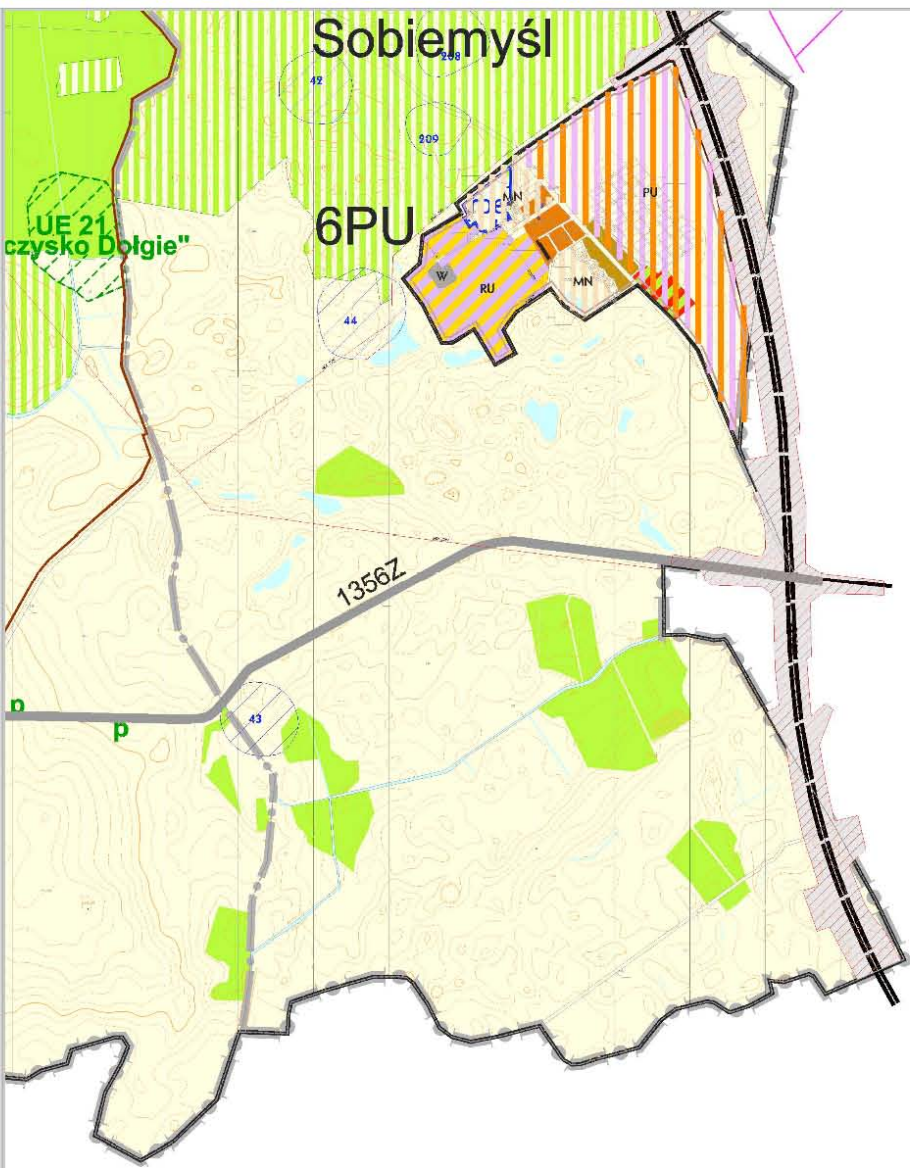 Sobiemyśl
208
42
209
PU
MN
UE 21
czysko Dołgie"
6PU
W
RU
MN
44
1356Z
p
p
43